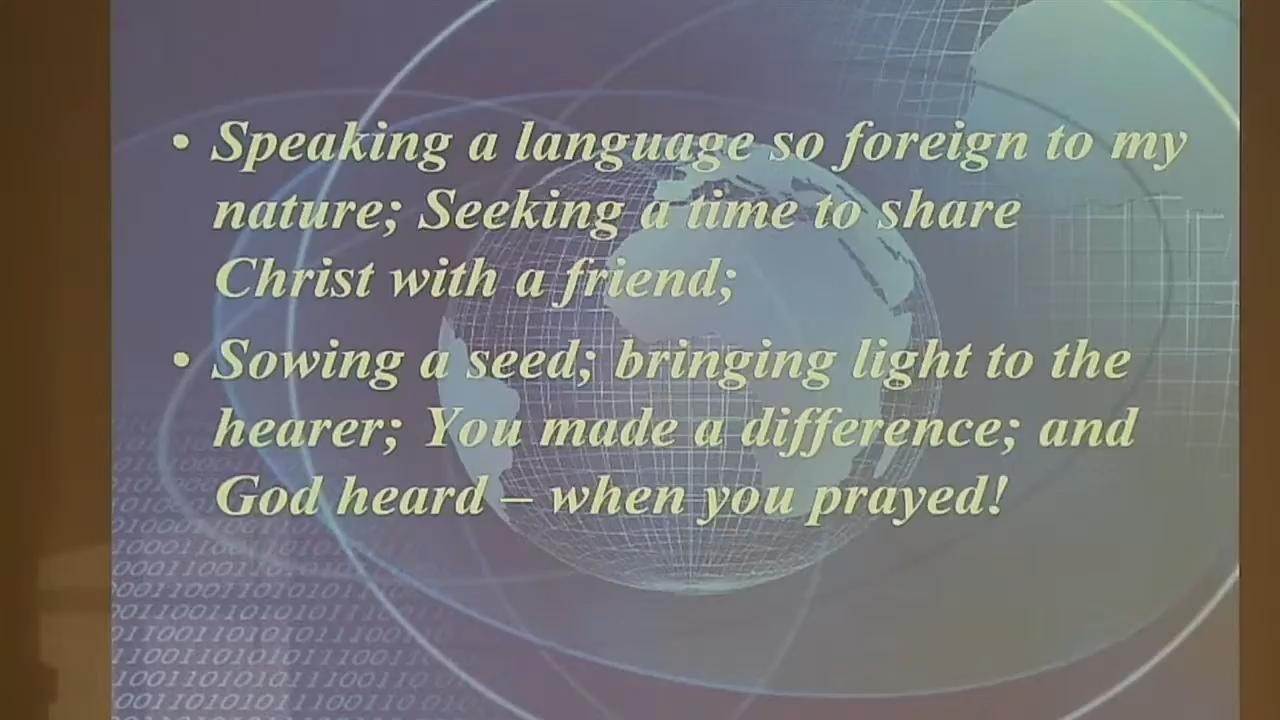 • Speaking a language so foreign to my
nature; Seeking a time to share
Christ with a friend;
• Sowing a seed; bringing light to the
hearer; You made a difference; and
God heard – when you prayed!